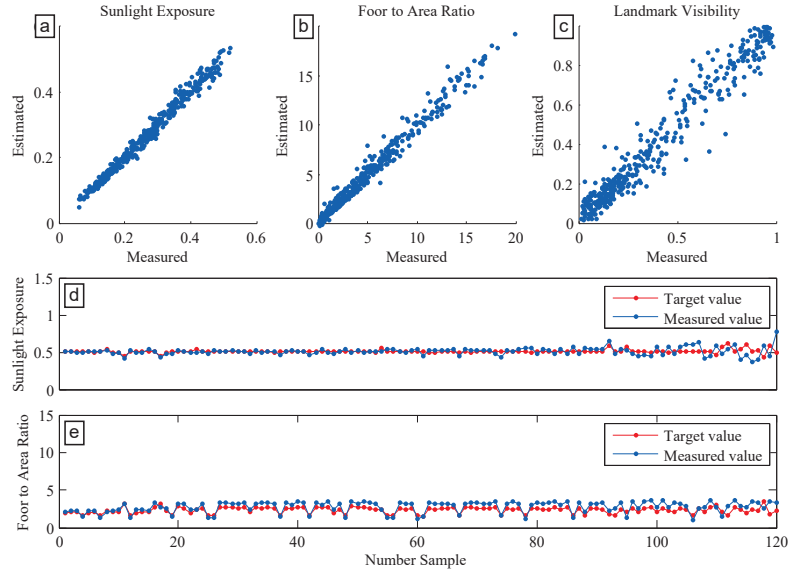 a
Sunlight Exposure
Estimated
0.4
0.2
0
0
0.2
0.4
0.6
Measured
b
Foor to Area Ratio
Estimated
15
10
5
0
0
5
10
15
20
Measured
c
Landmark Visibility
Estimated
0.8
0.6
0.4
0.2
0
0
0.5
1
Measured
d
Sunlight Exposure
1.5
1
0.5
0
Target value
Measured value
e
Foor to Area Ratio
15
10
5
0
Target value
Measured value
0
20
40
60
80
100
120
Number Sample